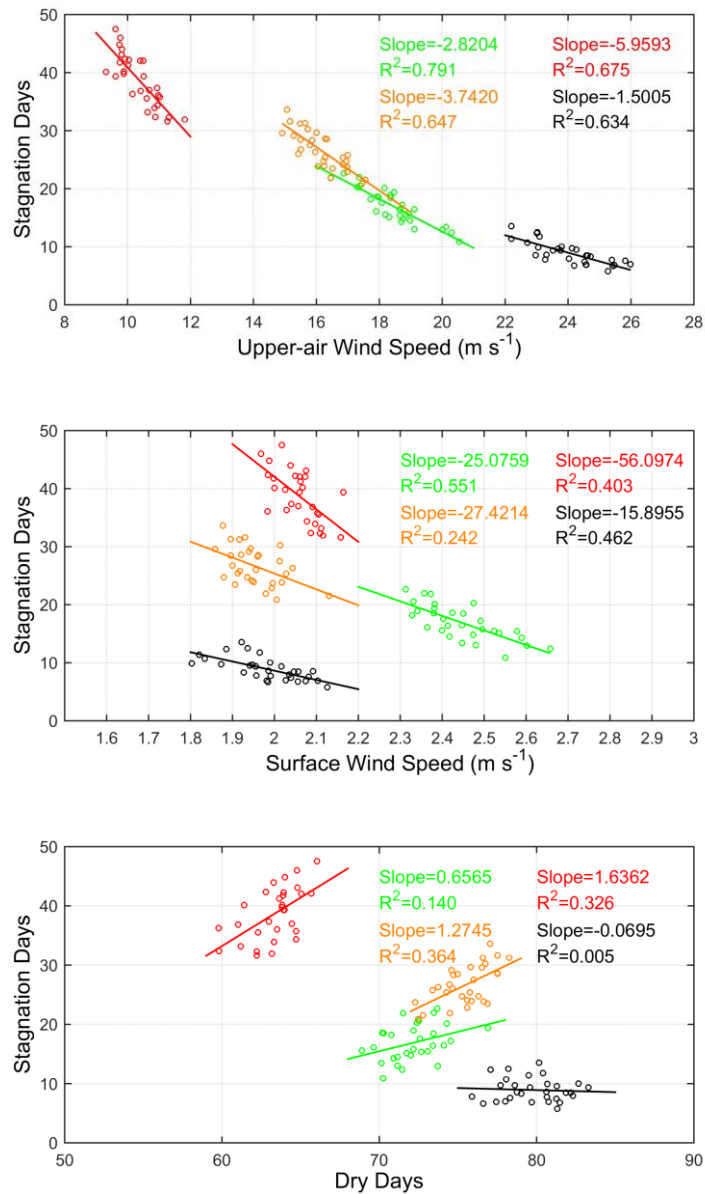 50
40
30
20
10
0
Stagnation Days
Slope=-2.8204
R²=0.791
Slope=-5.9593
R²=0.675
Slope=-3.7420
R²=0.647
Slope=-1.5005
R²=0.634
8 10 12 14 16 18 20 22 24 26 28
Upper-air Wind Speed (m s⁻¹)
50
40
30
20
10
0
Stagnation Days
Slope=-25.0759
R²=0.551
Slope=-56.0974
R²=0.403
Slope=-27.4214
R²=0.242
Slope=-15.8955
R²=0.462
1.6 1.7 1.8 1.9 2 2.1 2.2 2.3 2.4 2.5 2.6 2.7 2.8 2.9 3
Surface Wind Speed (m s⁻¹)
50
40
30
20
10
0
Stagnation Days
Slope=0.6565
R²=0.140
Slope=1.6362
R²=0.326
Slope=1.2745
R²=0.364
Slope=-0.0695
R²=0.005
50 60 70 80 90
Dry Days